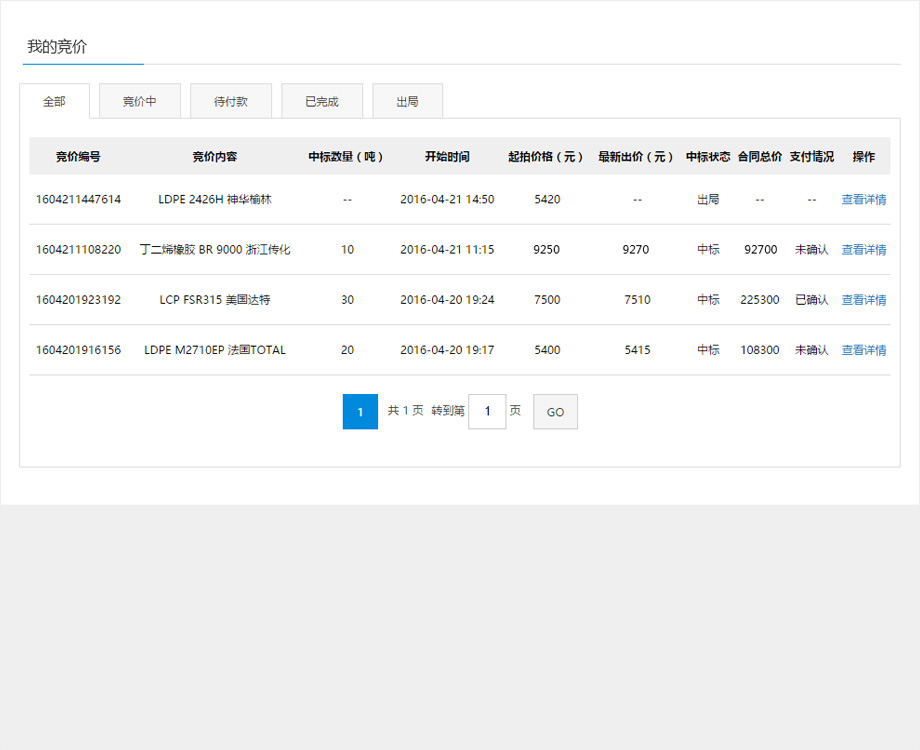 我的竞价
全部 竞价中 待付款 已完成 出局
竞价编号 竞价内容 中标数量（吨） 开始时间 起拍价格（元） 最新出价（元） 中标状态 合同总价 支付情况 操作
1604211447614 LDPE 2426H 神华榆林 -- 2016-04-21 14:50 5420 -- 出局 -- -- 查看详情
1604211108220 丁二烯橡胶 BR 9000 浙江传化 10 2016-04-21 11:15 9250 9270 中标 92700 未确认 查看详情
1604201923192 LCP FSR315 美国达特 30 2016-04-20 19:24 7500 7510 中标 225300 已确认 查看详情
1604201916156 LDPE M2710EP 法国TOTAL 20 2016-04-20 19:17 5400 5415 中标 108300 未确认 查看详情
1 共 1 页 转到第 1 页 GO